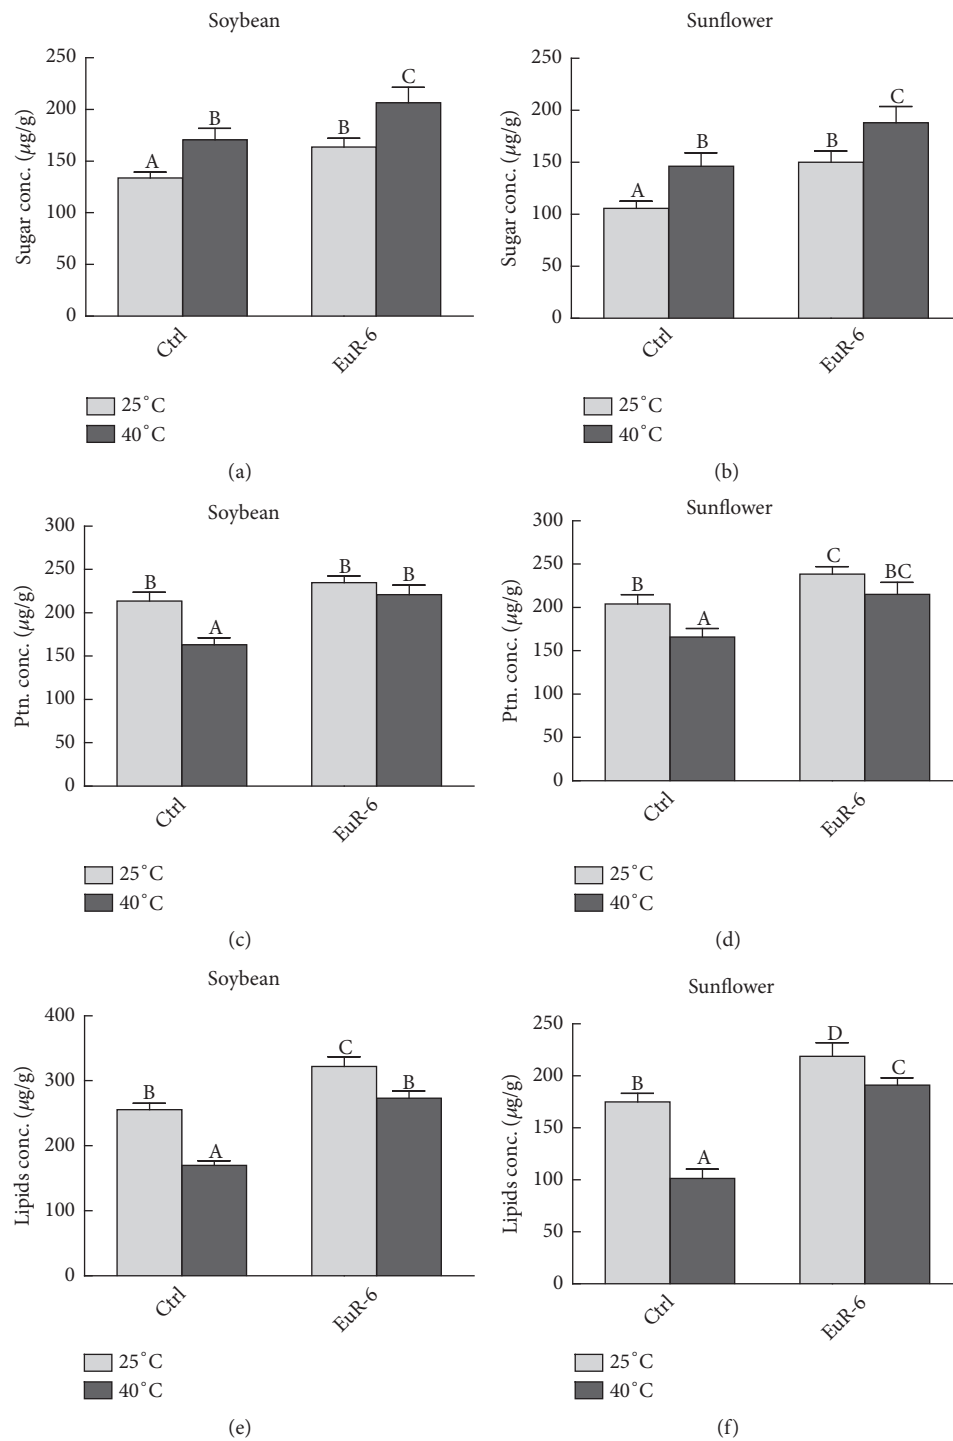 Soybean
250
200
150
100
50
0
Sugar conc. (μg/g)
A
B
B
C
Ctrl
EuR-6
25°C
40°C
(a)
Sunflower
250
200
150
100
50
0
Sugar conc. (μg/g)
A
B
B
C
Ctrl
EuR-6
25°C
40°C
(b)
Soybean
300
250
200
150
100
50
0
Ptn. conc. (μg/g)
B
A
B
B
Ctrl
EuR-6
25°C
40°C
(c)
Sunflower
300
250
200
150
100
50
0
Ptn. conc. (μg/g)
B
A
C
BC
Ctrl
EuR-6
25°C
40°C
(d)
Soybean
400
300
200
100
0
Lipids conc. (μg/g)
B
A
C
B
Ctrl
EuR-6
25°C
40°C
(e)
Sunflower
250
200
150
100
50
0
Lipids conc. (μg/g)
B
A
D
C
Ctrl
EuR-6
25°C
40°C
(f)